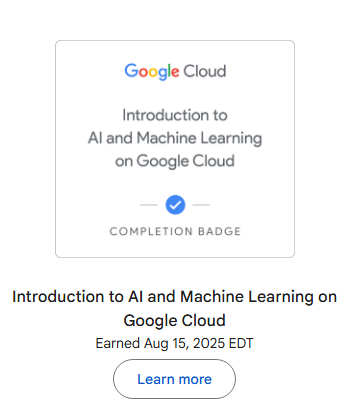 Google Cloud
Introduction to
AI and Machine Learning
on Google Cloud
COMPLETION BADGE
Introduction to AI and Machine Learning on
Google Cloud
Earned Aug 15, 2025 EDT
Learn more